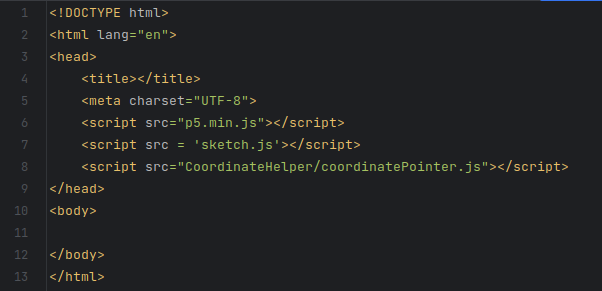 1 <!DOCTYPE html>
2 <html lang="en">
3 <head>
4     <title></title>
5     <meta charset="UTF-8">
6     <script src="p5.min.js"></script>
7     <script src = 'sketch.js'></script>
8     <script src="CoordinateHelper/coordinatePointer.js"></script>
9 </head>
10 <body>
11
12 </body>
13 </html>